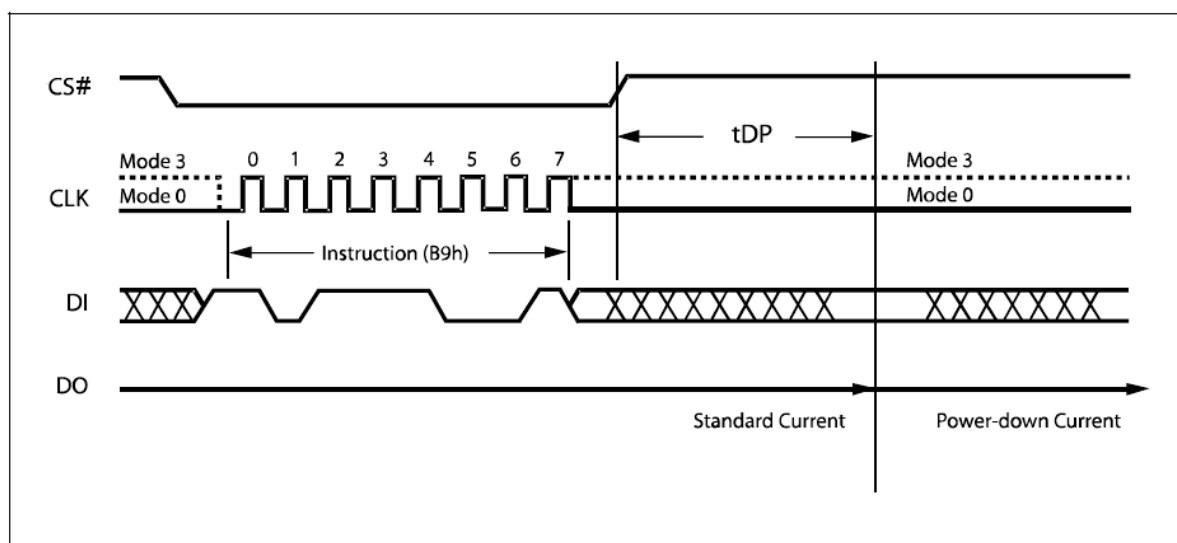 CS#
tDP
Mode 3 0 1 2 3 4 5 6 7 Mode 3
CLK Mode 0 Mode 0
Instruction (B9h)
DI
DO
Standard Current Power-down Current